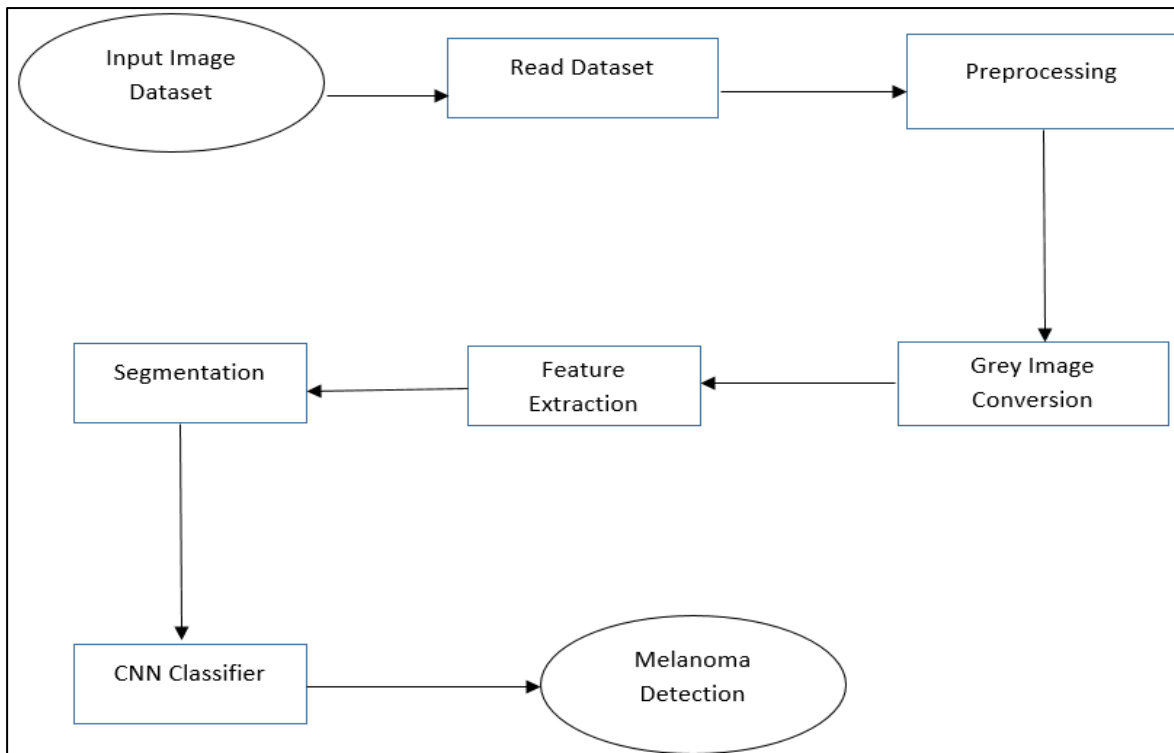 Input Image
Dataset
Read Dataset
Preprocessing
Grey Image
Conversion
Feature
Extraction
Segmentation
CNN Classifier
Melanoma
Detection